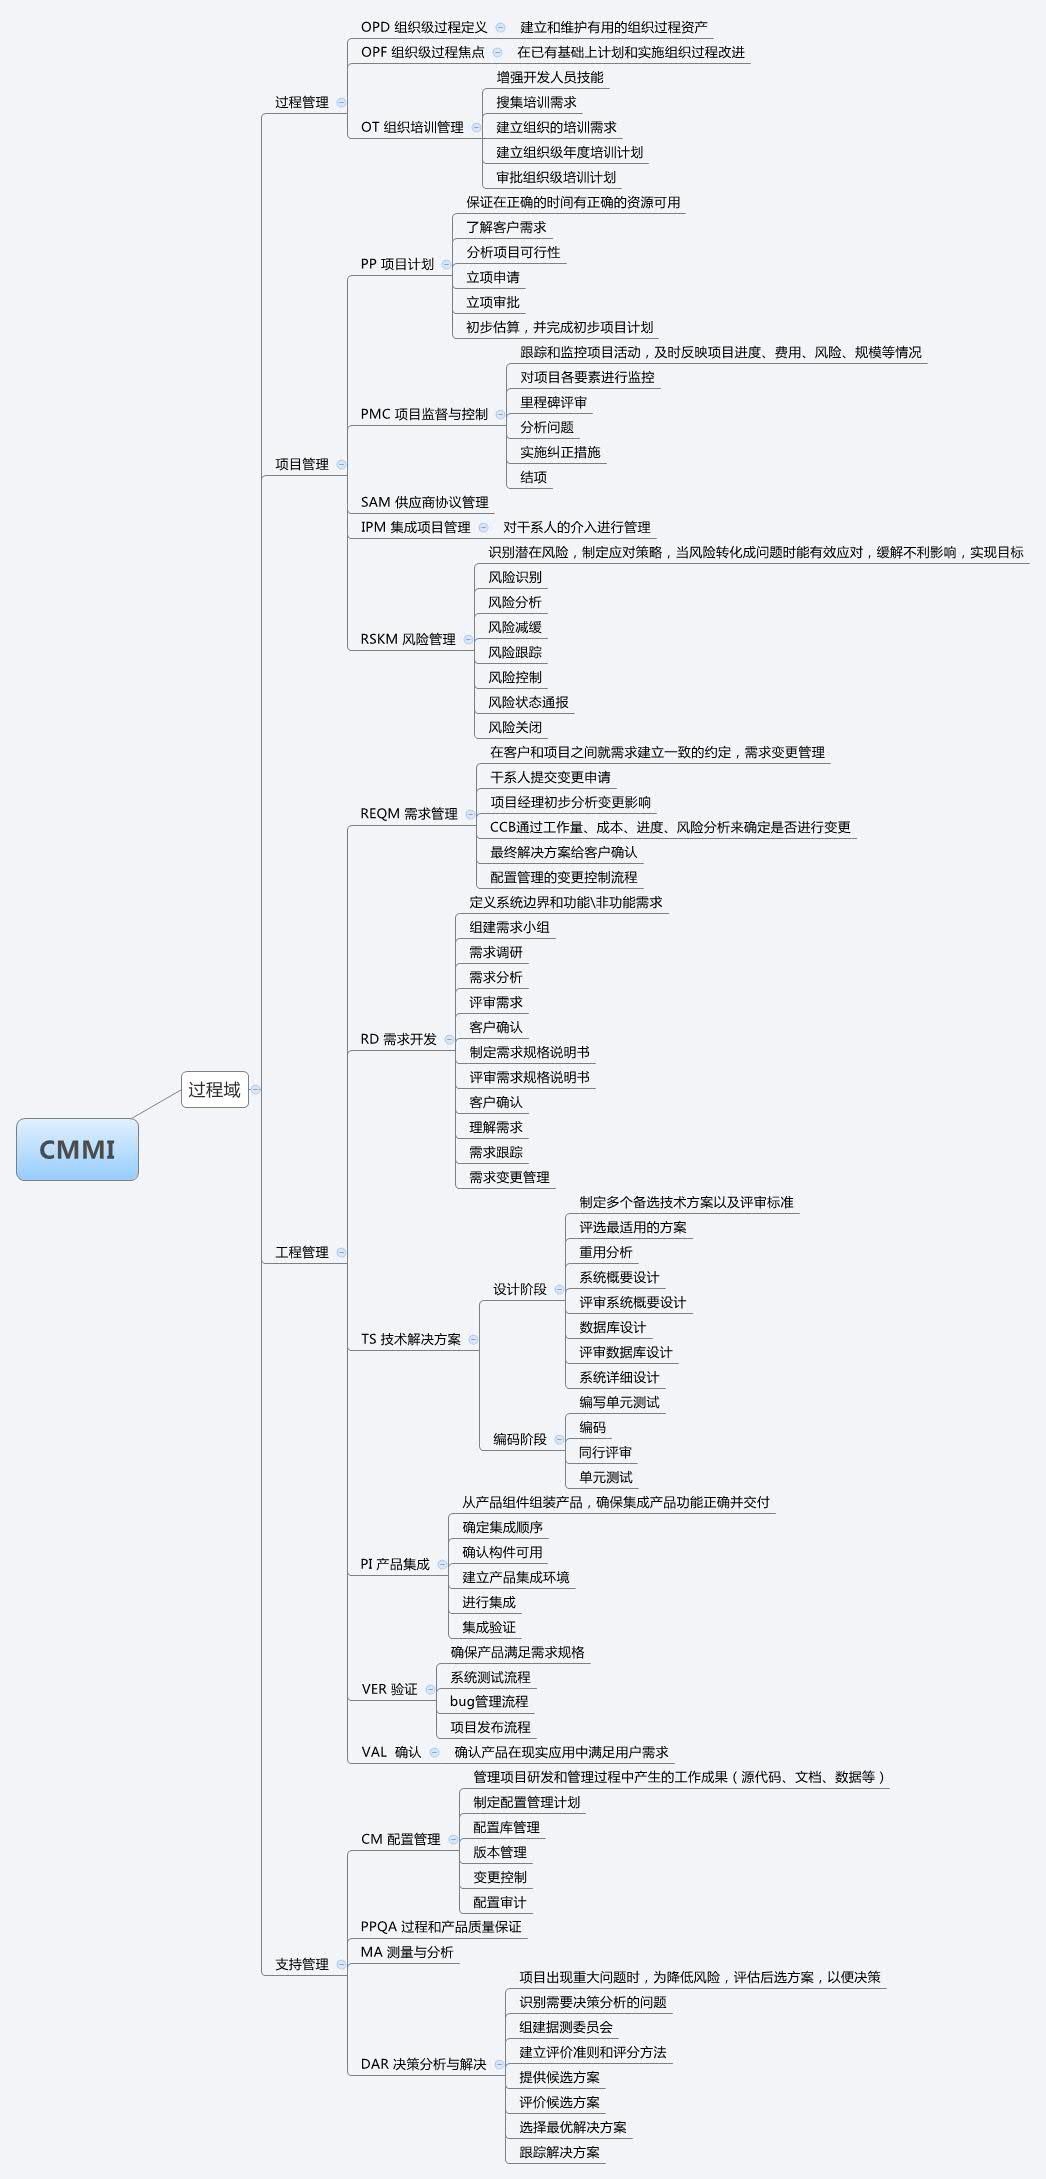 OPD 组织级过程定义 建立和维护有用的组织过程资产
OPF 组织级过程焦点 在已有基础上计划和实施组织过程改进
增强开发人员技能
搜集培训需求
过程管理
OT 组织培训管理 建立组织的培训需求
建立组织级年度培训计划
审批组织级培训计划
保证在正确的时间有正确的资源可用
了解客户需求
分析项目可行性
PP 项目计划
立项申请
立项审批
初步估算，并完成初步项目计划
跟踪和监控项目活动，及时反映项目进度、费用、风险、规模等情况
对项目各要素进行监控
里程碑评审
PMC 项目监督与控制
分析问题
实施纠正措施
项目管理
结项
SAM 供应商协议管理
IPM 集成项目管理 对干系人的介入进行管理
识别潜在风险，制定应对策略，当风险转化成问题时能有效应对，缓解不利影响，实现目标
风险识别
风险分析
风险减缓
RSKM 风险管理
风险跟踪
风险控制
风险状态通报
风险关闭
在客户和项目之间就需求建立一致的约定，需求变更管理
干系人提交变更申请
项目经理初步分析变更影响
REQM 需求管理
CCB通过工作量、成本、进度、风险分析来确定是否进行变更
最终解决方案给客户确认
配置管理的变更控制流程
定义系统边界和功能\非功能需求
组建需求小组
需求调研
需求分析
评审需求
客户确认
RD 需求开发
制定需求规格说明书
评审需求规格说明书
过程域
客户确认
理解需求
CMMI
需求跟踪
需求变更管理
制定多个备选技术方案以及评审标准
评选最适用的方案
工程管理
重用分析
系统概要设计
设计阶段
评审系统概要设计
数据库设计
TS 技术解决方案
评审数据库设计
系统详细设计
编写单元测试
编码
编码阶段
同行评审
单元测试
从产品组件组装产品，确保集成产品功能正确并交付
确定集成顺序
确认构件可用
PI 产品集成
建立产品集成环境
进行集成
集成验证
确保产品满足需求规格
系统测试流程
VER 验证
bug管理流程
项目发布流程
VAL 确认 确认产品在现实应用中满足用户需求
管理项目研发和管理过程中产生的工作成果（源代码、文档、数据等）
制定配置管理计划
配置库管理
CM 配置管理
版本管理
变更控制
配置审计
PPQA 过程和产品质量保证
MA 测量与分析
支持管理
项目出现重大问题时，为降低风险，评估后选方案，以便决策
识别需要决策分析的问题
组建据测委员会
建立评价准则和评分方法
DAR 决策分析与解决
提供候选方案
评价候选方案
选择最优解决方案
跟踪解决方案